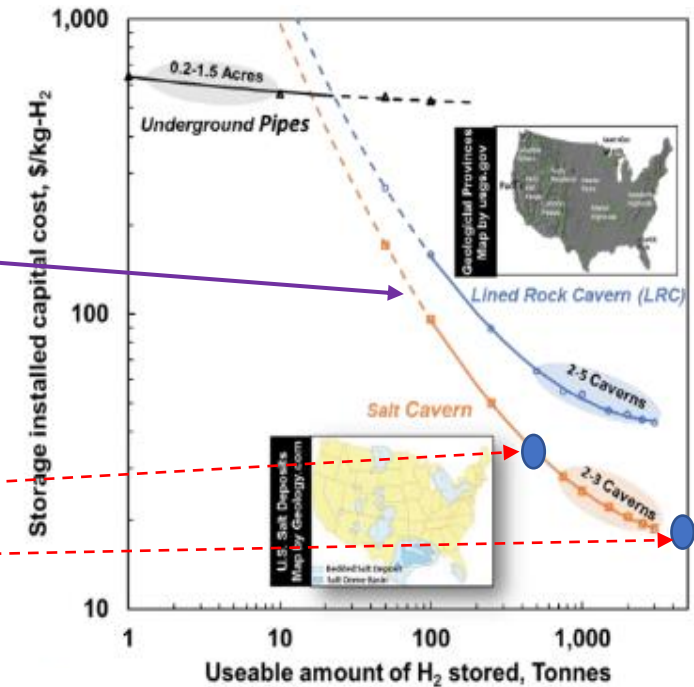 1,000
100
10
Storage installed capital cost, $/kg-H₂
0.2-1.5 Acres
Underground Pipes
Geological Provinces
Map by usgs.gov
Lined Rock Cavern (LRC)
2-5 Caverns
Salt Cavern
U.S. Salt Deposits
Map by Geology.com
Bedded Salt Deposit
Salt Dome Basin
2-3 Caverns
1
10
100
1,000
Useable amount of H₂ stored, Tonnes